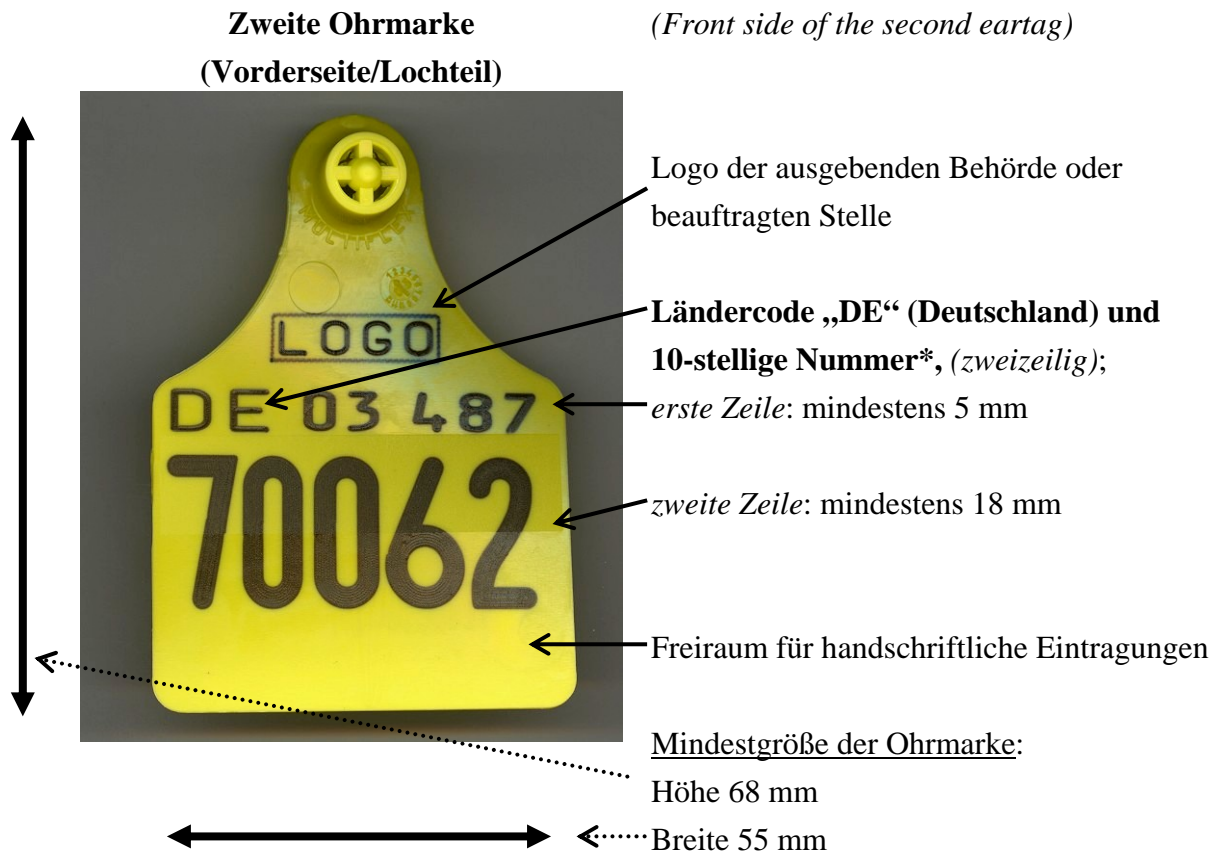 Zweite Ohrmarke
(Vorderseite/Lochteil)
(Front side of the second eartag)
Logo der ausgebenden Behörde oder
beauftragten Stelle
Ländercode „DE“ (Deutschland) und
10-stellige Nummer*, (zweizeilig);
erste Zeile: mindestens 5 mm
zweite Zeile: mindestens 18 mm
Freiraum für handschriftliche Eintragungen
Mindestgröße der Ohrmarke:
Höhe 68 mm
Breite 55 mm
LOGO
DE 03 487
70062